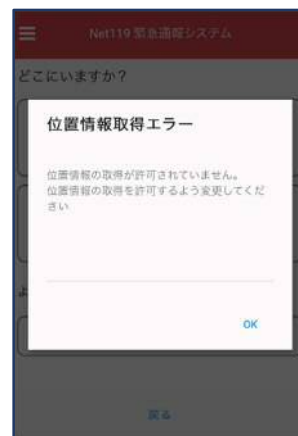 Net119緊急通報システム
どこにいますか？
位置情報取得エラー
位置情報の取得が許可されていません。
位置情報の取得を許可するよう変更してくだ
さい
よ
OK
戻る